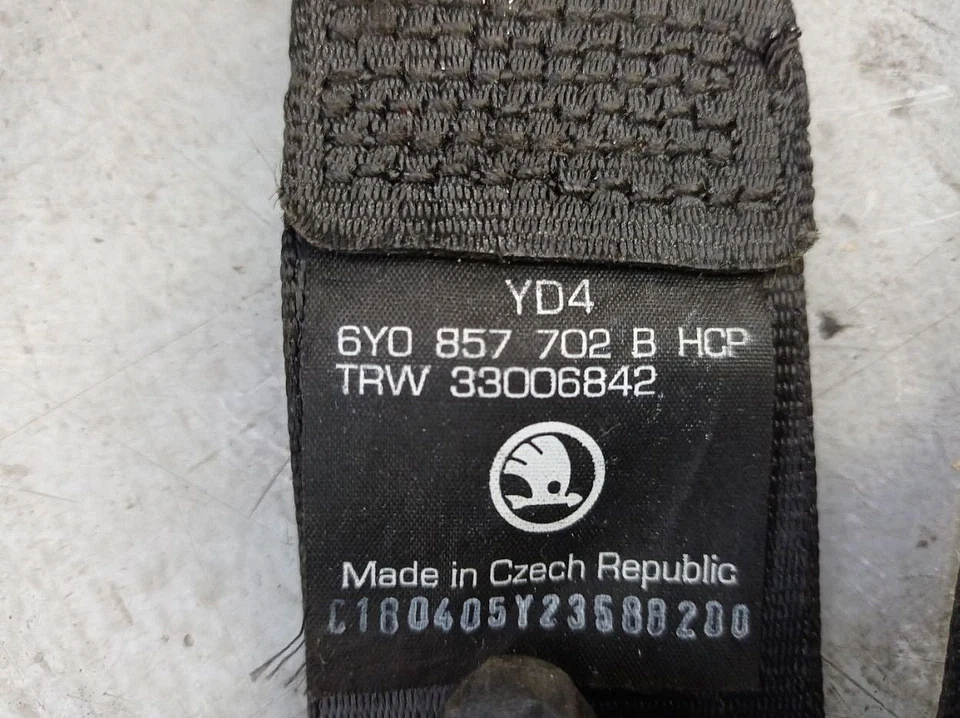 YD4
6Y0 857 702 B HCP
TRW 33006842
Made in Czech Republic
C180405Y23588200